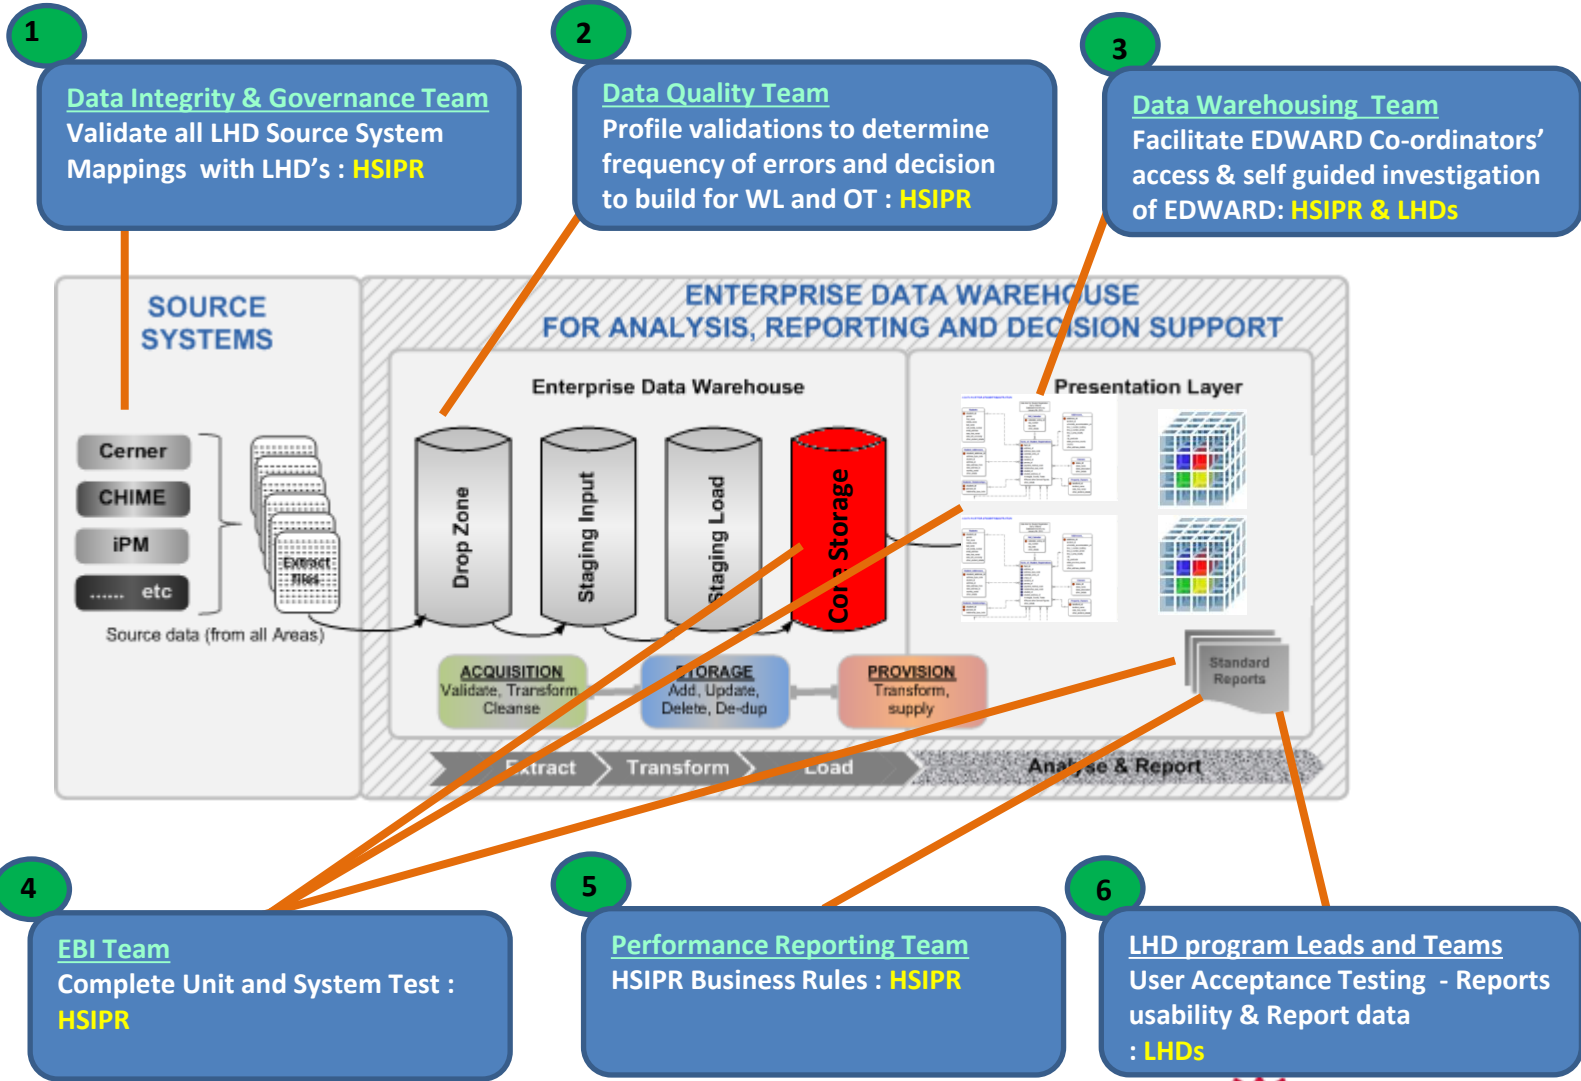 1
Data Integrity & Governance Team
Validate all LHD Source System
Mappings with LHD's : HSIPR
2
Data Quality Team
Profile validations to determine
frequency of errors and decision
to build for WL and OT : HSIPR
3
Data Warehousing Team
Facilitate EDWARD Co-ordinators'
access & self guided investigation
of EDWARD: HSIPR & LHDs
SOURCE
SYSTEMS
ENTERPRISE DATA WAREHOUSE
FOR ANALYSIS, REPORTING AND DECISION SUPPORT
Enterprise Data Warehouse
Presentation Layer
Cerner
CHIME
iPM
...... etc
Extract
files
Source data (from all Areas)
Drop Zone
Staging Input
Staging Load
Core Storage
ACQUISITION
Validate, Transform,
Cleanse
STORAGE
Add, Update,
Delete, De-dup
PROVISION
Transform,
supply
Standard
Reports
Extract
Transform
Load
Analyse & Report
4
EBI Team
Complete Unit and System Test :
HSIPR
5
Performance Reporting Team
HSIPR Business Rules : HSIPR
6
LHD program Leads and Teams
User Acceptance Testing - Reports
usability & Report data
: LHDs